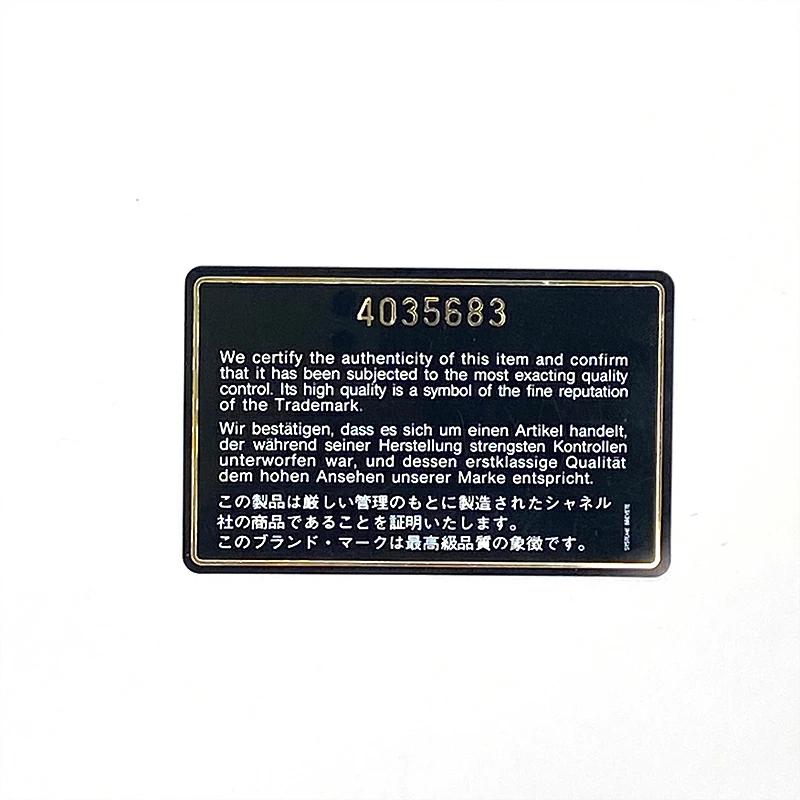 4035683
We certify the authenticity of this item and confirm
that it has been subjected to the most exacting quality
control. Its high quality is a symbol of the fine reputation
of the Trademark.
Wir bestätigen, dass es sich um einen Artikel handelt,
der während seiner Herstellung strengsten Kontrollen
unterworfen war, und dessen erstklassige Qualität
dem hohen Ansehen unserer Marke entspricht.
この製品は厳しい管理のもとに製造されたシャネル
社の商品であることを証明いたします。
このブランド・マークは最高級品質の象徴です。
SYSTEME BREVETE